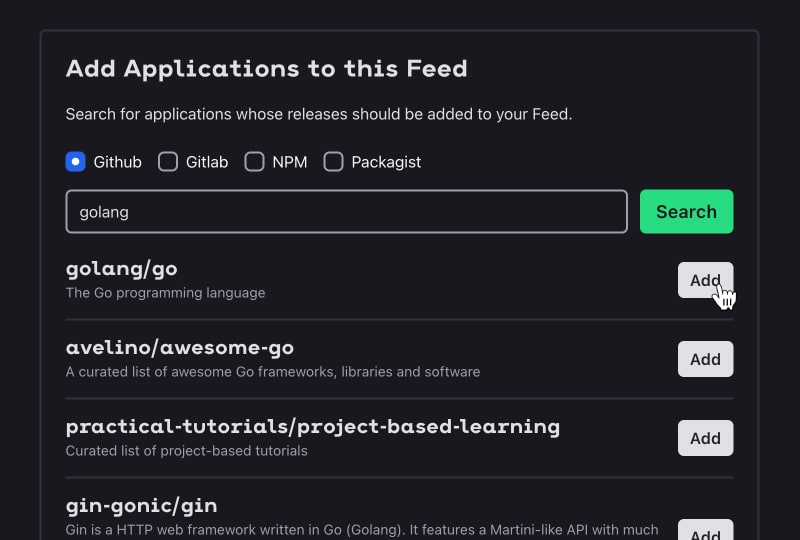 Add Applications to this Feed
Search for applications whose releases should be added to your Feed.
Github Gitlab NPM Packagist
golang Search
golang/go
The Go programming language
Add
avelino/awesome-go
A curated list of awesome Go frameworks, libraries and software
Add
practical-tutorials/project-based-learning
Curated list of project-based tutorials
Add
gin-gonic/gin
Gin is a HTTP web framework written in Go (Golang). It features a Martini-like API with much
Add